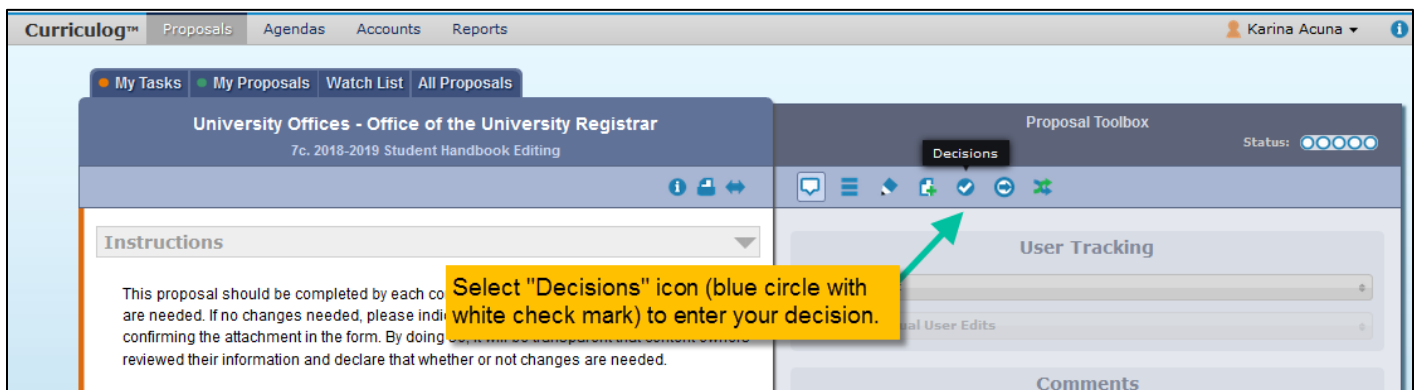 Curriculog™ Proposals Agendas Accounts Reports Karina Acuna
My Tasks My Proposals Watch List All Proposals
University Offices - Office of the University Registrar
7c. 2018-2019 Student Handbook Editing
Proposal Toolbox
Status:
Decisions
Instructions
User Tracking
Select "Decisions" icon (blue circle with
white check mark) to enter your decision.
This proposal should be completed by each
are needed. If no changes needed, please
confirming the attachment in the form. By doing
reviewed their information and declare that whether or not changes are needed.
User Edits
Comments